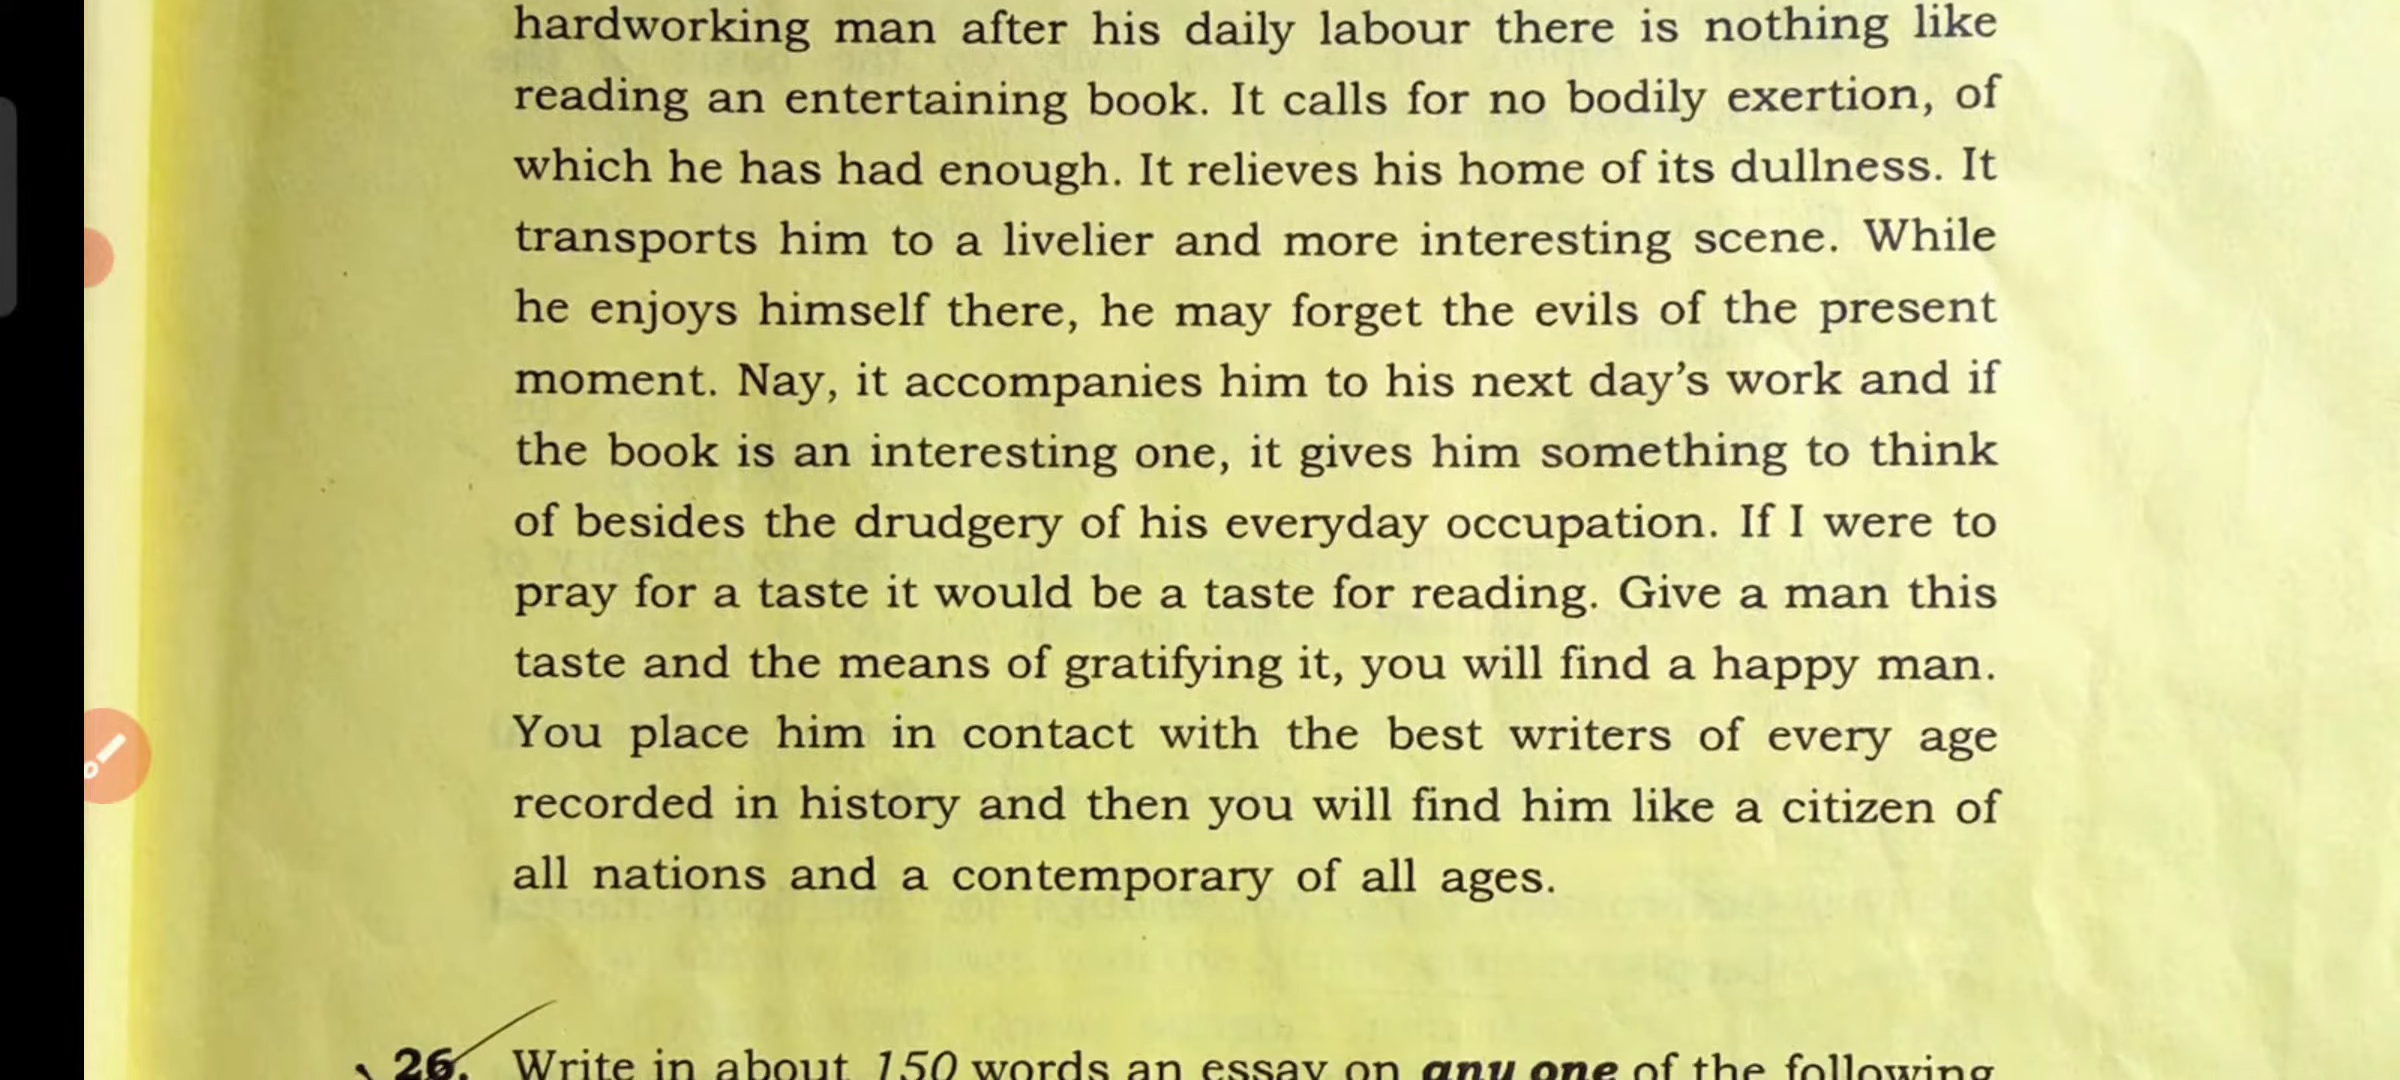 hardworking man after his daily labour there is nothing like
reading an entertaining book. It calls for no bodily exertion, of
which he has had enough. It relieves his home of its dullness. It
transports him to a livelier and more interesting scene. While
he enjoys himself there, he may forget the evils of the present
moment. Nay, it accompanies him to his next day's work and if
the book is an interesting one, it gives him something to think
of besides the drudgery of his everyday occupation. If I were to
pray for a taste it would be a taste for reading. Give a man this
taste and the means of gratifying it, you will find a happy man.
You place him in contact with the best writers of every age
recorded in history and then you will find him like a citizen of
all nations and a contemporary of all ages.
26. Write in about 150 words an essay on any one of the following